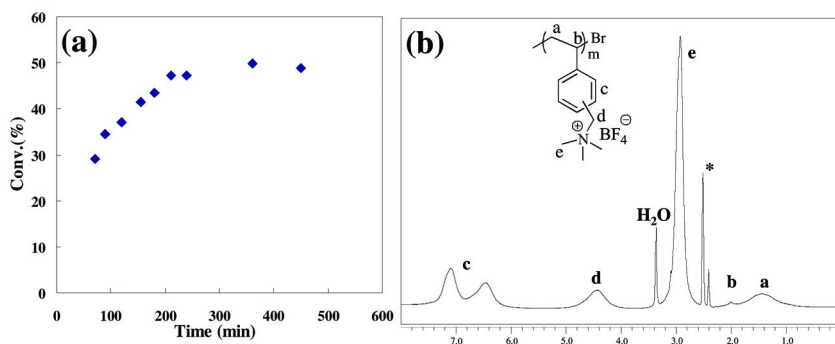 (a)
Conv.(%)
60
50
40
30
20
10
0
0 100 200 300 400 500 600
Time (min)
(b)
a
b
Br
m
c
d
N
⊕
BF4
⊖
e
e
*
H2O
c
d
b
a
7.0 6.0 5.0 4.0 3.0 2.0 1.0